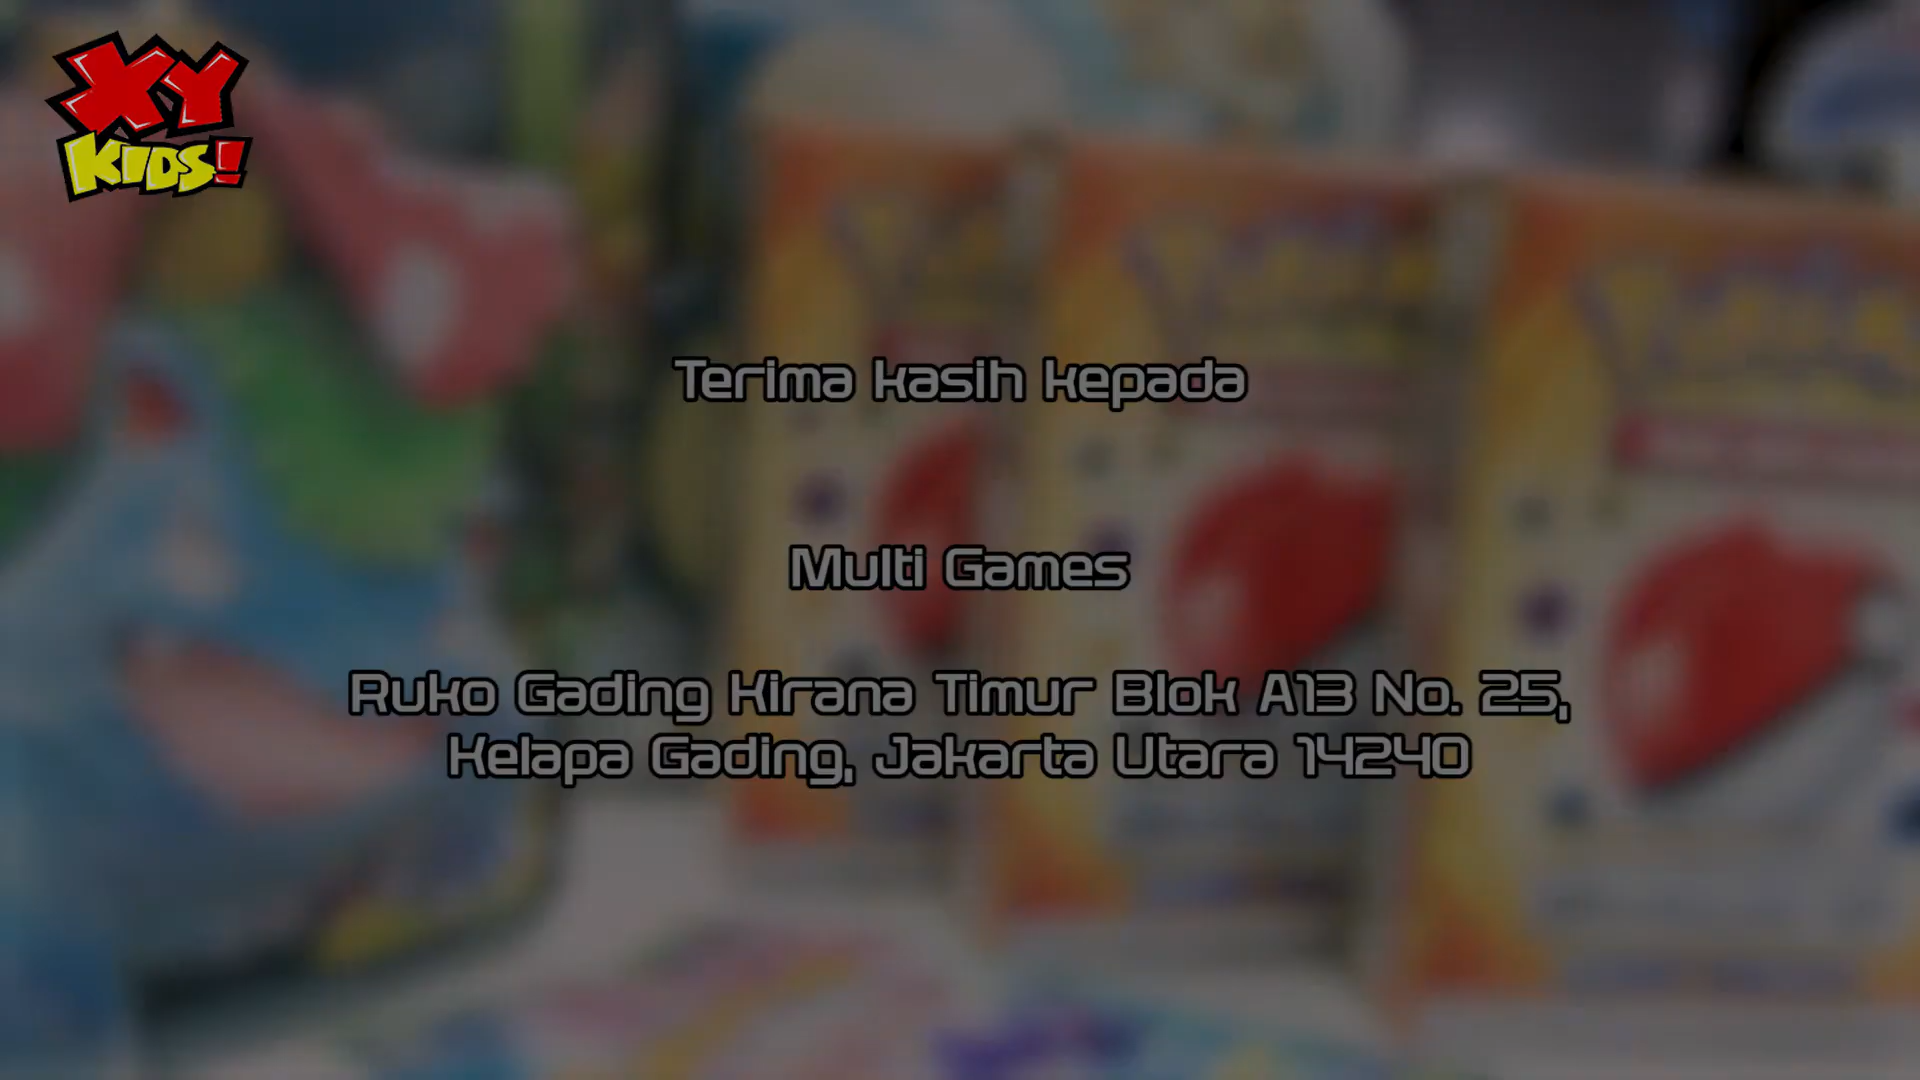 XY
KIDS!
Terima kasih kepada
Multi Games
Ruko Gading Kirana Timur Blok A13 No. 25,
Kelapa Gading, Jakarta Utara 14240